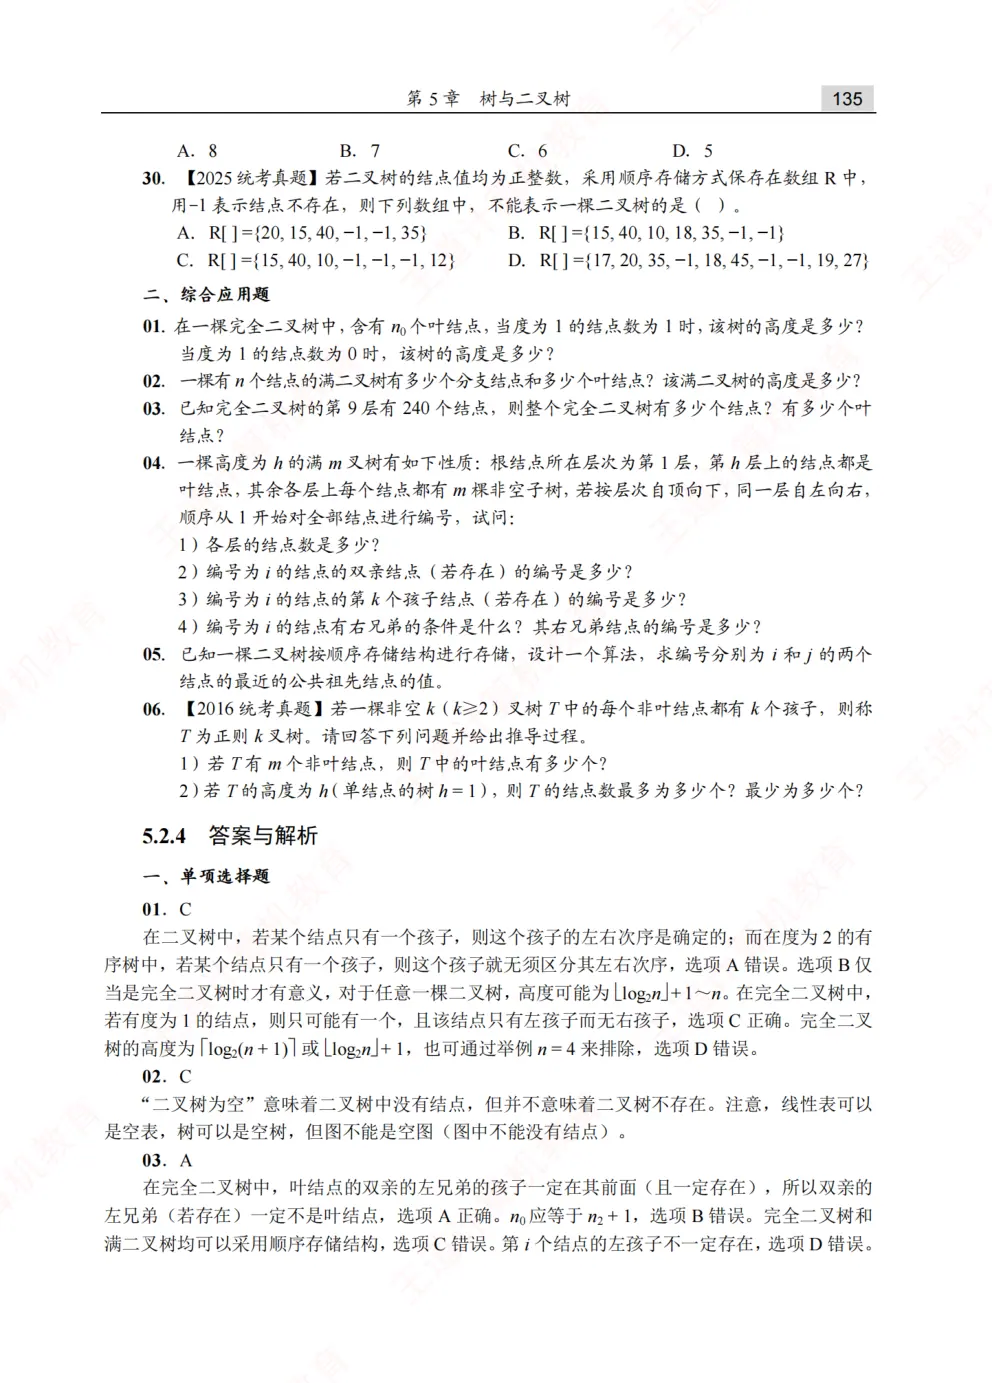 第 5 章 树与二叉树 135
A. 8 B. 7 C. 6 D. 5
30. 【2025 统考真题】若二叉树的结点值均为正整数，采用顺序存储方式保存在数组 R 中，
用−1 表示结点不存在，则下列数组中，不能表示一棵二叉树的是（ ）。
A. R[ ] ={20, 15, 40, −1, −1, 35} B. R[ ] ={15, 40, 10, 18, 35, −1, −1}
C. R[ ] ={15, 40, 10, −1, −1, −1, 12} D. R[ ] ={17, 20, 35, −1, 18, 45, −1, −1, 19, 27}
二、综合应用题
01. 在一棵完全二叉树中，含有 n₀ 个叶结点，当度为 1 的结点数为 1 时，该树的高度是多少？
当度为 1 的结点数为 0 时，该树的高度是多少？
02. 一棵有 n 个结点的满二叉树有多少个分支结点和多少个叶结点？该满二叉树的高度是多少？
03. 已知完全二叉树的第 9 层有 240 个结点，则整个完全二叉树有多少个结点？有多少个叶
结点？
04. 一棵高度为 h 的满 m 叉树有如下性质：根结点所在层次为第 1 层，第 h 层上的结点都是
叶结点，其余各层上每个结点都有 m 棵非空子树，若按层次自顶向下，同一层自左向右，
顺序从 1 开始对全部结点进行编号，试问：
1）各层的结点数是多少？
2）编号为 i 的结点的双亲结点（若存在）的编号是多少？
3）编号为 i 的结点的第 k 个孩子结点（若存在）的编号是多少？
4）编号为 i 的结点有右兄弟的条件是什么？其右兄弟结点的编号是多少？
05. 已知一棵二叉树按顺序存储结构进行存储，设计一个算法，求编号分别为 i 和 j 的两个
结点的最近的公共祖先结点的值。
06. 【2016 统考真题】若一棵非空 k（k≥2）叉树 T 中的每个非叶结点都有 k 个孩子，则称
T 为正则 k 叉树。请回答下列问题并给出推导过程。
1）若 T 有 m 个非叶结点，则 T 中的叶结点有多少个？
2）若 T 的高度为 h（单结点的树 h = 1），则 T 的结点数最多为多少个？最少为多少个？
5.2.4 答案与解析
一、单项选择题
01. C
在二叉树中，若某个结点只有一个孩子，则这个孩子的左右次序是确定的；而在度为 2 的有
序树中，若某个结点只有一个孩子，则这个孩子就无须区分其左右次序，选项 A 错误。选项 B 仅
当是完全二叉树时才有意义，对于任意一棵二叉树，高度可能为 ⌊log₂n⌋+ 1～n。在完全二叉树中，
若有度为 1 的结点，则只可能有一个，且该结点只有左孩子而无右孩子，选项 C 正确。完全二叉
树的高度为 ⌈log₂(n + 1)⌉ 或 ⌊log₂n⌋+ 1，也可通过举例 n = 4 来排除，选项 D 错误。
02. C
“二叉树为空”意味着二叉树中没有结点，但并不意味着二叉树不存在。注意，线性表可以
是空表，树可以是空树，但图不能是空图（图中不能没有结点）。
03. A
在完全二叉树中，叶结点的双亲的左兄弟的孩子一定在其前面（且一定存在），所以双亲的
左兄弟（若存在）一定不是叶结点，选项 A 正确。n₀ 应等于 n₂ + 1，选项 B 错误。完全二叉树和
满二叉树均可以采用顺序存储结构，选项 C 错误。第 i 个结点的左孩子不一定存在，选项 D 错误。